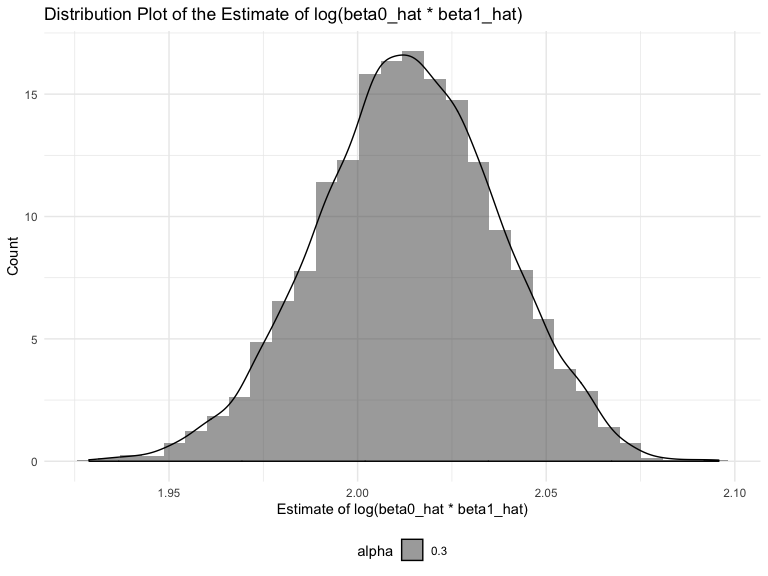 Distribution Plot of the Estimate of log(beta0_hat * beta1_hat)
Count
15
10
5
0
1.95 2.00 2.05 2.10
Estimate of log(beta0_hat * beta1_hat)
alpha 0.3